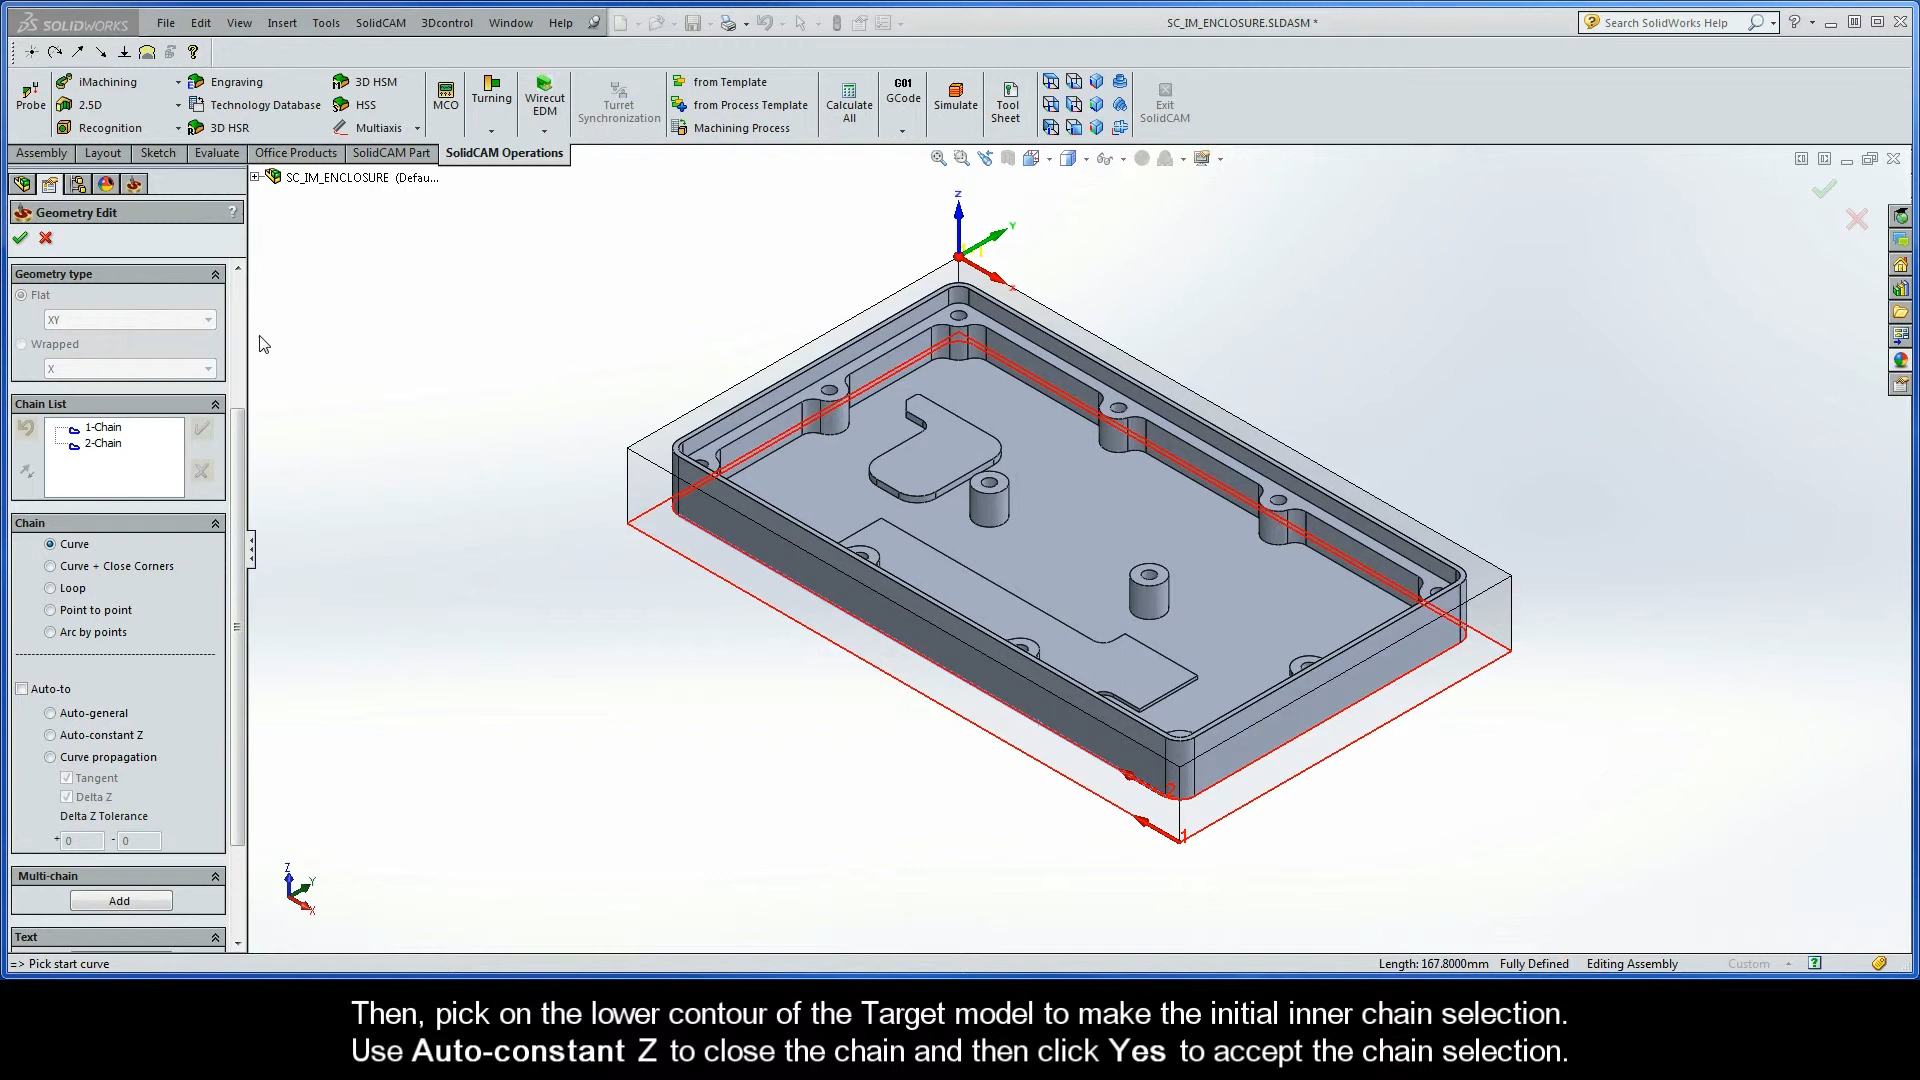 SOLIDWORKS File Edit View Insert Tools SolidCAM 3Dcontrol Window Help SC_IM_ENCLOSURE.SLDASM * Search SolidWorks Help
iMachining Engraving 3D HSM from Template
Probe 2.5D Technology Database HSS MCO Turning Wirecut EDM Turret Synchronization from Process Template Calculate All G01 GCode Simulate Tool Sheet Exit SolidCAM
Recognition 3D HSR Multiaxis Machining Process
Assembly Layout Sketch Evaluate Office Products SolidCAM Part SolidCAM Operations
SC_IM_ENCLOSURE (Defau...
Geometry Edit ?
Geometry type
Flat
XY
Wrapped
X
Chain List
1-Chain
2-Chain
Chain
Curve
Curve + Close Corners
Loop
Point to point
Arc by points
Auto-to
Auto-general
Auto-constant Z
Curve propagation
Tangent
Delta Z
Delta Z Tolerance
+ 0 - 0
Multi-chain
Add
Text
Z
Y
X
2
1
Z
Y
X
=> Pick start curve Length: 167.8000mm Fully Defined Editing Assembly Custom
Then, pick on the lower contour of the Target model to make the initial inner chain selection.
Use Auto-constant Z to close the chain and then click Yes to accept the chain selection.